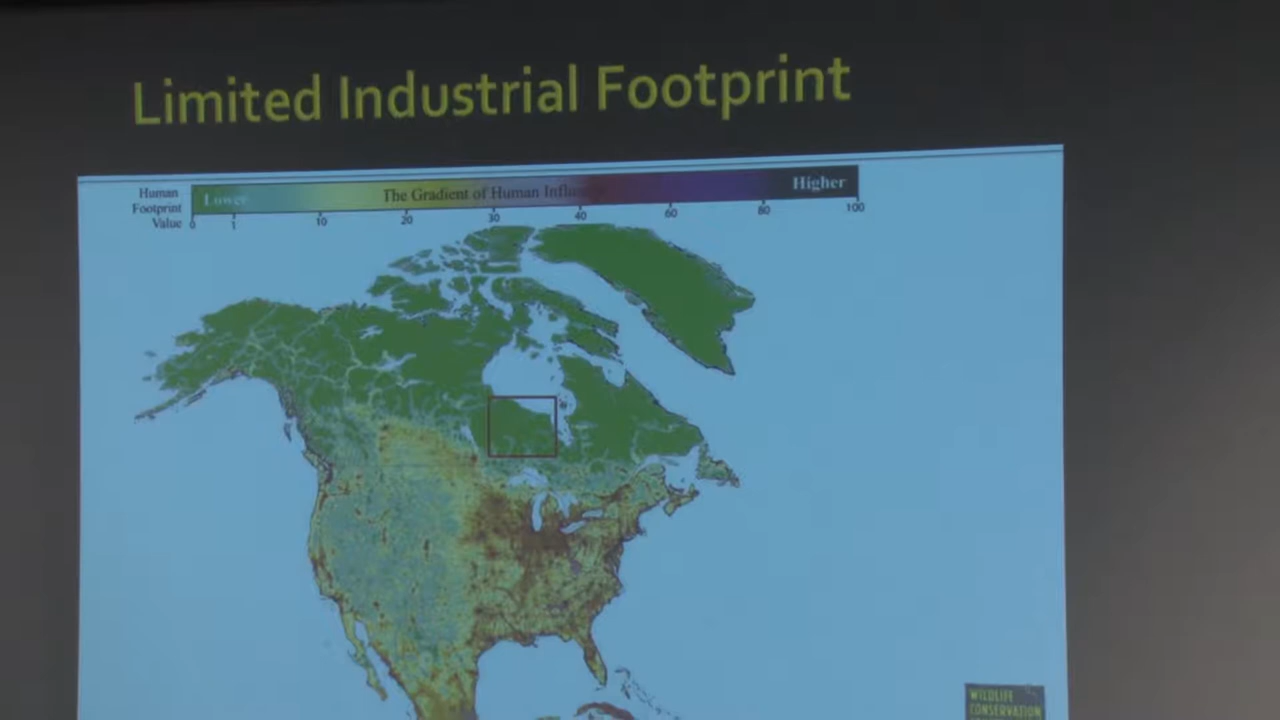 Limited Industrial Footprint
Human
Footprint
Value
Lower
The Gradient of Human Influ
Higher
0 1 10 20 30 40 60 80 100
WILDLIFE
CONSERVATION